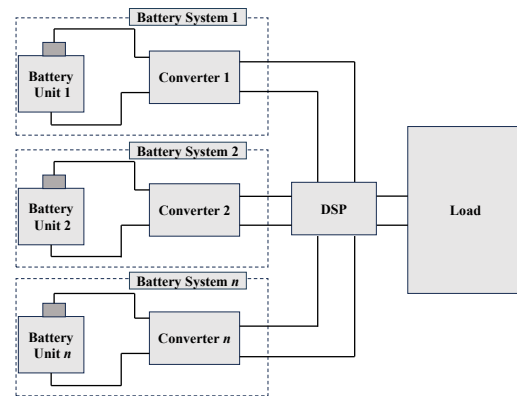 Battery System 1
Battery
Unit 1
Converter 1
Battery System 2
Battery
Unit 2
Converter 2
DSP
Load
Battery System n
Battery
Unit n
Converter n